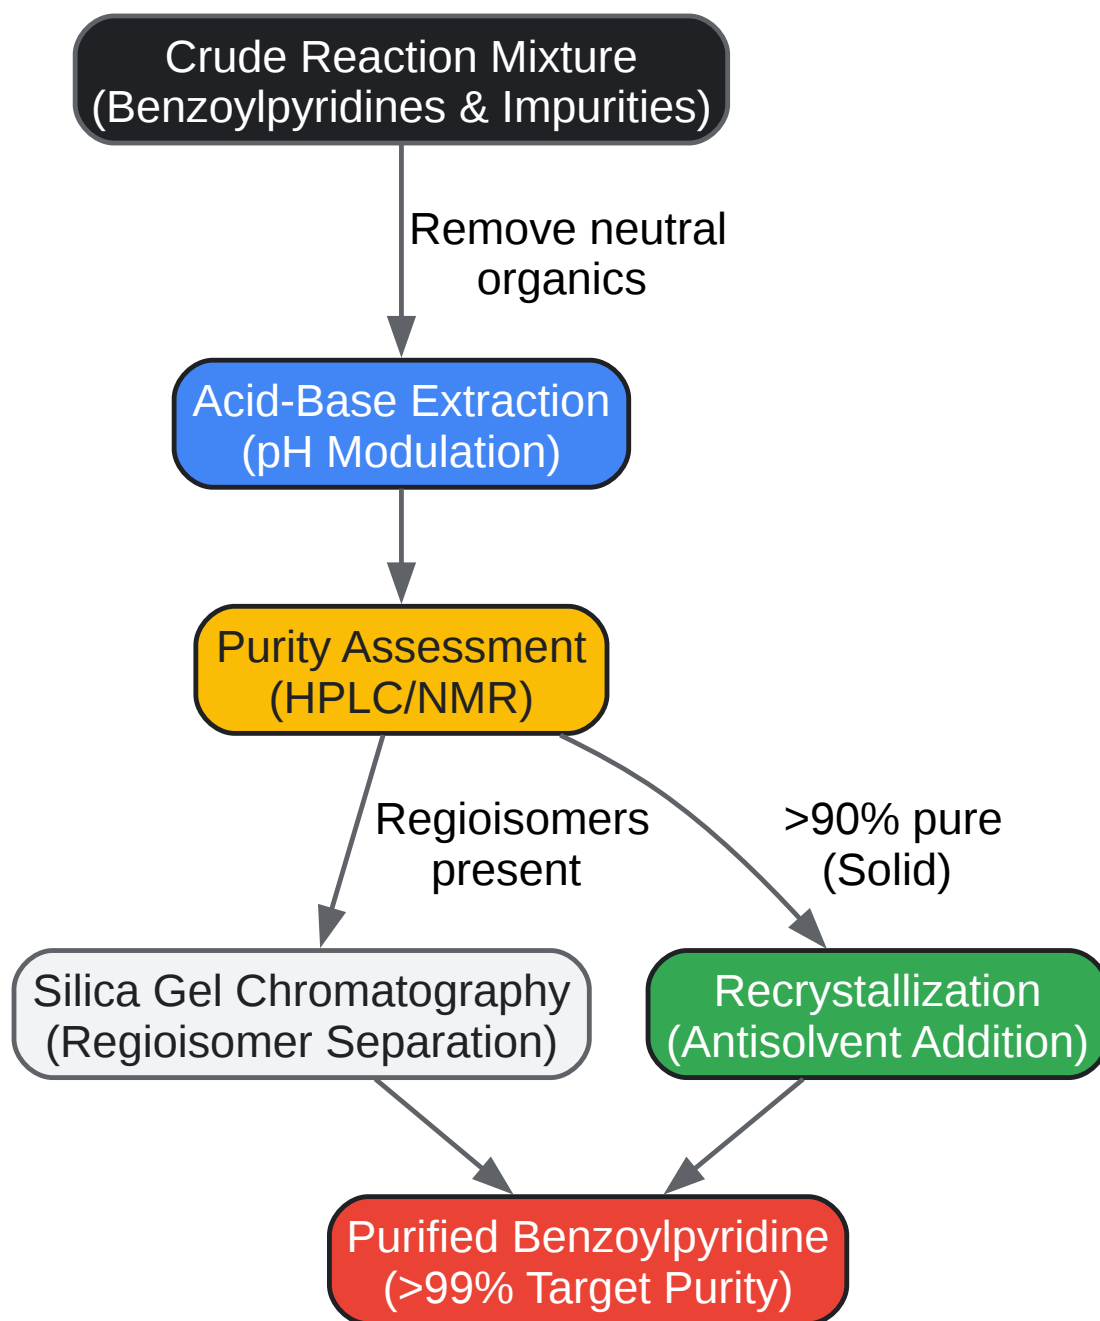 Crude Reaction Mixture
(Benzoylpyridines & Impurities)
Remove neutral
organics
Acid-Base Extraction
(pH Modulation)
Purity Assessment
(HPLC/NMR)
Regioisomers
present
>90% pure
(Solid)
Silica Gel Chromatography
(Regioisomer Separation)
Recrystallization
(Antisolvent Addition)
Purified Benzoylpyridine
(>99% Target Purity)